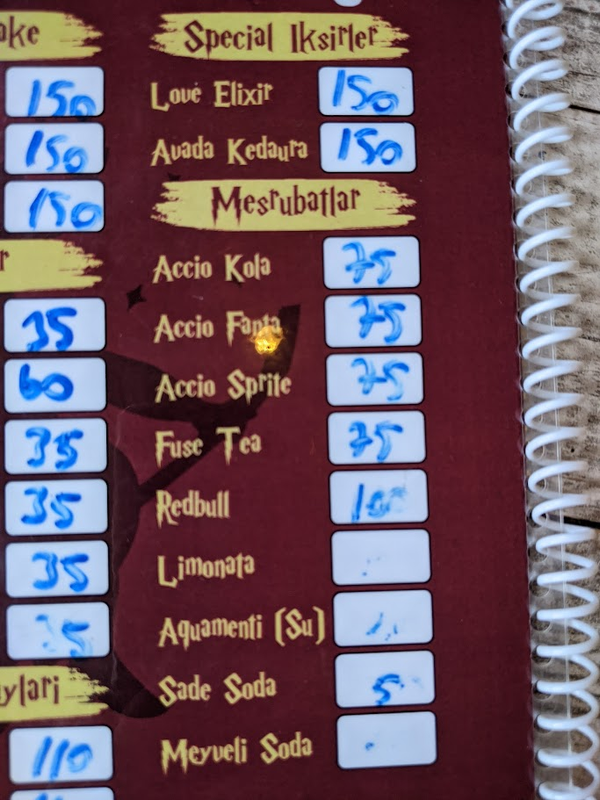 ake
150
150
150
r
35
60
35
35
35
ylari
110
Special Iksirler
Love Elixir 150
Avada Kedavra 150
Meşrubatlar
Accio Kola 75
Accio Fanta 75
Accio Sprite 75
Fuse Tea 75
Redbull
Limonata
Aquamenti (Su)
Sade Soda
Meyveli Soda